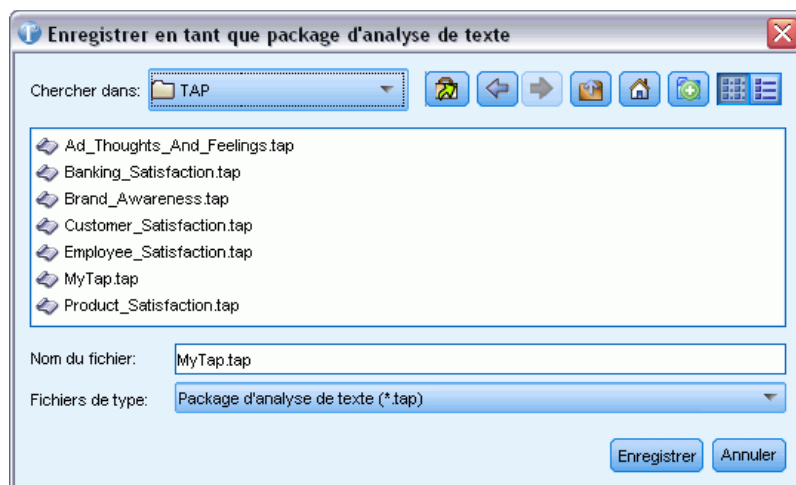 Enregistrer en tant que package d'analyse de texte
Chercher dans: TAP
Ad_Thoughts_And_Feelings.tap
Banking_Satisfaction.tap
Brand_Awareness.tap
Customer_Satisfaction.tap
Employee_Satisfaction.tap
MyTap.tap
Product_Satisfaction.tap
Nom du fichier: MyTap.tap
Fichiers de type: Package d'analyse de texte (*.tap)
Enregistrer Annuler